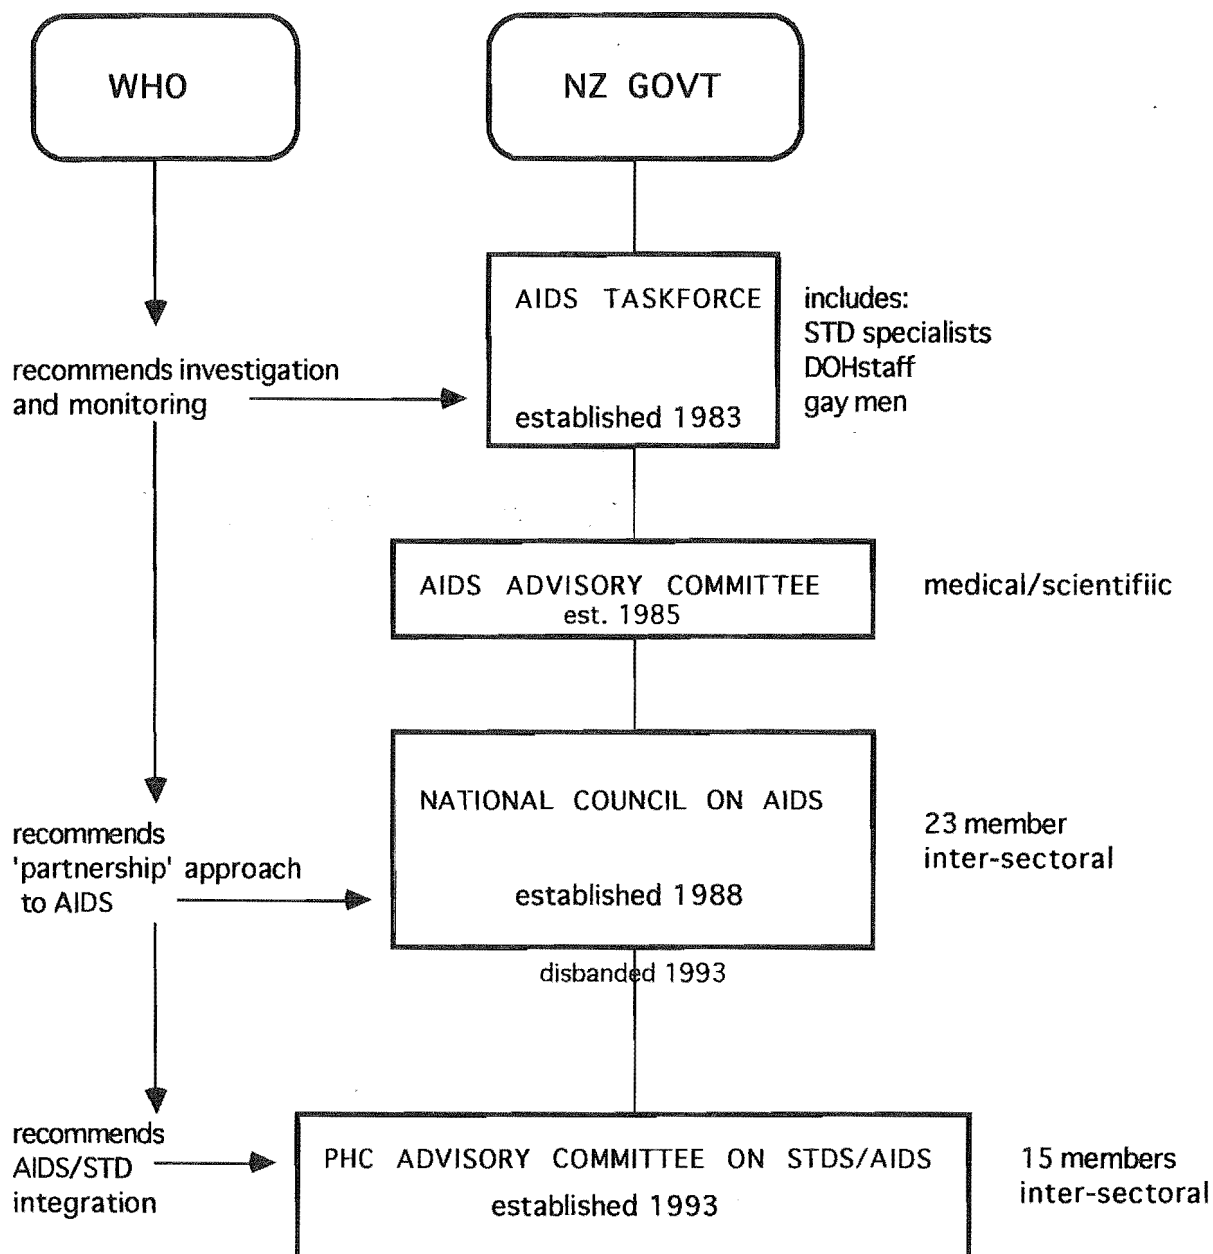 WHO
NZ GOVT
AIDS TASKFORCE
established 1983
includes:
STD specialists
DOHstaff
gay men
recommends investigation
and monitoring
AIDS ADVISORY COMMITTEE
est. 1985
medical/scientifiic
NATIONAL COUNCIL ON AIDS
established 1988
disbanded 1993
23 member
inter-sectoral
recommends
'partnership' approach
to AIDS
recommends
AIDS/STD
integration
PHC ADVISORY COMMITTEE ON STDS/AIDS
established 1993
15 members
inter-sectoral